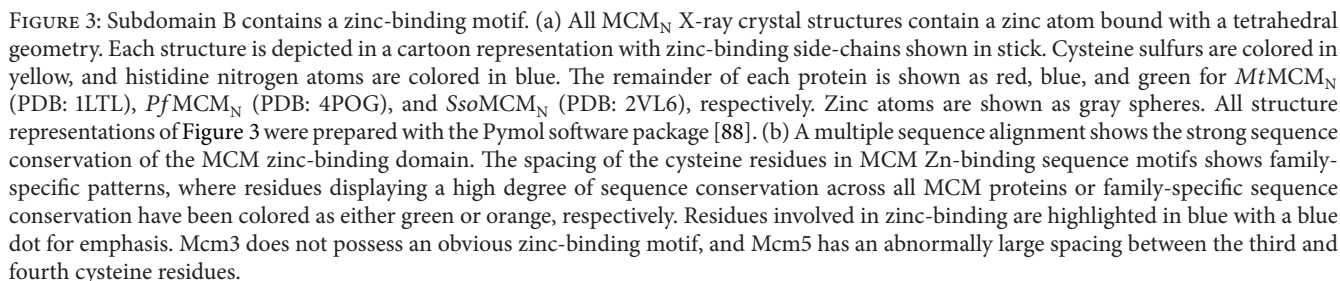 FIGURE 3: Subdomain B contains a zinc-binding motif. (a) All MCMN X-ray crystal structures contain a zinc atom bound with a tetrahedral
geometry. Each structure is depicted in a cartoon representation with zinc-binding side-chains shown in stick. Cysteine sulfurs are colored in
yellow, and histidine nitrogen atoms are colored in blue. The remainder of each protein is shown as red, blue, and green for MtMCMN
(PDB: 1LTL), PfMCMN (PDB: 4POG), and SsoMCMN (PDB: 2VL6), respectively. Zinc atoms are shown as gray spheres. All structure
representations of Figure 3 were prepared with the Pymol software package [88]. (b) A multiple sequence alignment shows the strong sequence
conservation of the MCM zinc-binding domain. The spacing of the cysteine residues in MCM Zn-binding sequence motifs shows family-
specific patterns, where residues displaying a high degree of sequence conservation across all MCM proteins or family-specific sequence
conservation have been colored as either green or orange, respectively. Residues involved in zinc-binding are highlighted in blue with a blue
dot for emphasis. Mcm3 does not possess an obvious zinc-binding motif, and Mcm5 has an abnormally large spacing between the third and
fourth cysteine residues.